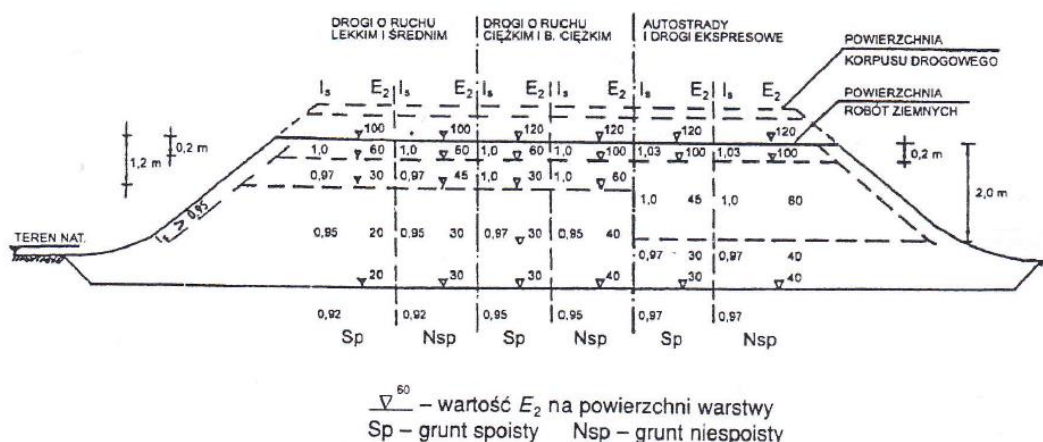 DROGI O RUCHU
LEKKIM I ŚREDNIM
DROGI O RUCHU
CIĘŻKIM I B. CIĘŻKIM
AUTOSTRADY
I DROGI EKSPRESOWE
POWIERZCHNIA
KORPUSU DROGOWEGO
POWIERZCHNIA
ROBÓT ZIEMNYCH
Is E2 Is E2 Is E2 Is E2 Is E2 Is E2
100 100 120 120 120 120
1,2 m 0,2 m 1,0 60 1,0 60 1,0 60 1,0 100 1,03 100 1,03 100 0,2 m
0,97 30 0,97 45 1,0 30 1,0 60
1,0 45 1,0 60 2,0 m
Is ≥ 0,95
TEREN NAT.
0,95 20 0,95 30 0,97 30 0,95 40
0,97 30 0,97 40
20 30 30 40 30 40
0,92 0,92 0,95 0,95 0,97 0,97
Sp Nsp Sp Nsp Sp Nsp
60 – wartość E2 na powierzchni warstwy
Sp – grunt spoisty Nsp – grunt niespoisty